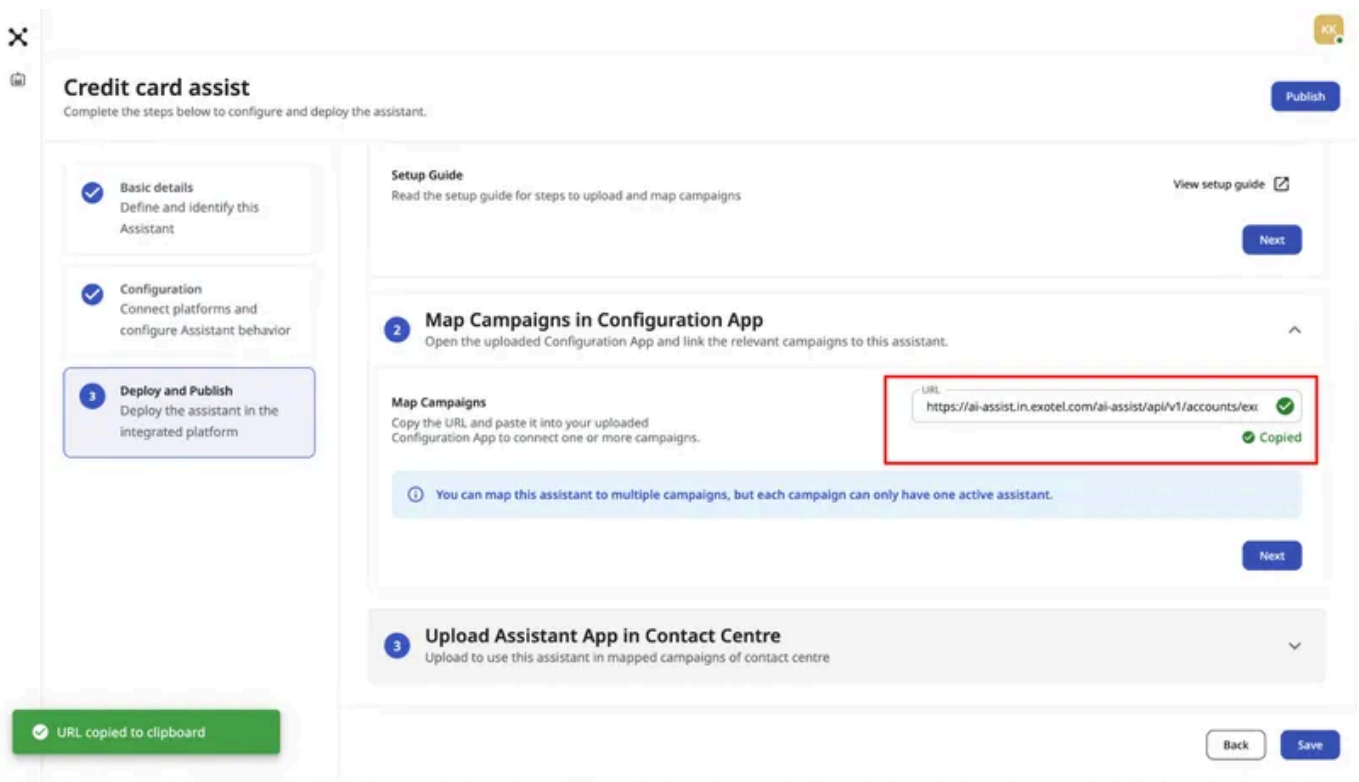 KK
Credit card assist
Complete the steps below to configure and deploy the assistant.
Publish
Basic details
Define and identify this
Assistant
Configuration
Connect platforms and
configure Assistant behavior
3
Deploy and Publish
Deploy the assistant in the
integrated platform
Setup Guide
Read the setup guide for steps to upload and map campaigns
View setup guide
Next
2
Map Campaigns in Configuration App
Open the uploaded Configuration App and link the relevant campaigns to this assistant.
Map Campaigns
Copy the URL and paste it into your uploaded
Configuration App to connect one or more campaigns.
URL
https://ai-assist.in.exotel.com/ai-assist/api/v1/accounts/exo
Copied
You can map this assistant to multiple campaigns, but each campaign can only have one active assistant.
Next
3
Upload Assistant App in Contact Centre
Upload to use this assistant in mapped campaigns of contact centre
URL copied to clipboard
Back
Save